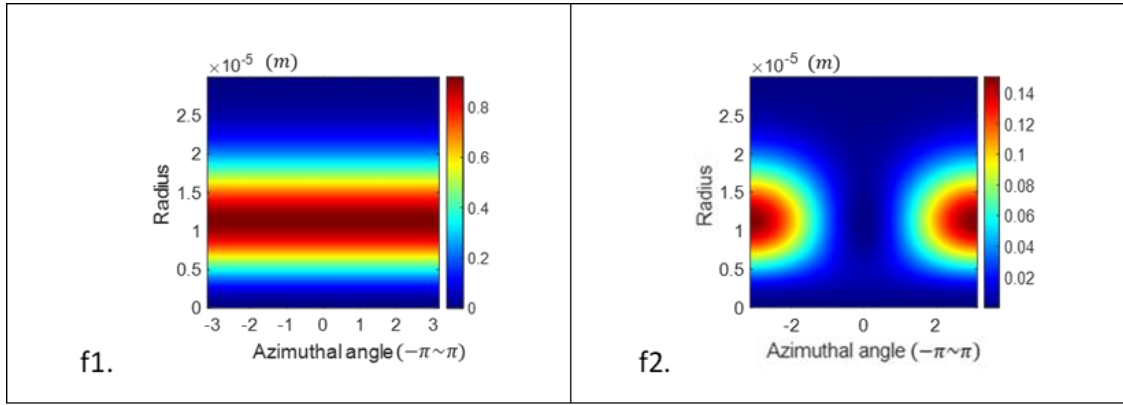 ×10⁻⁵ (m)
2.5
2
1.5
1
0.5
0
Radius
-3 -2 -1 0 1 2 3
Azimuthal angle (−π~π)
0.8
0.6
0.4
0.2
0
f1.
×10⁻⁵ (m)
2.5
2
1.5
1
0.5
0
Radius
-2 0 2
Azimuthal angle (−π~π)
0.14
0.12
0.10
0.08
0.06
0.04
0.02
f2.